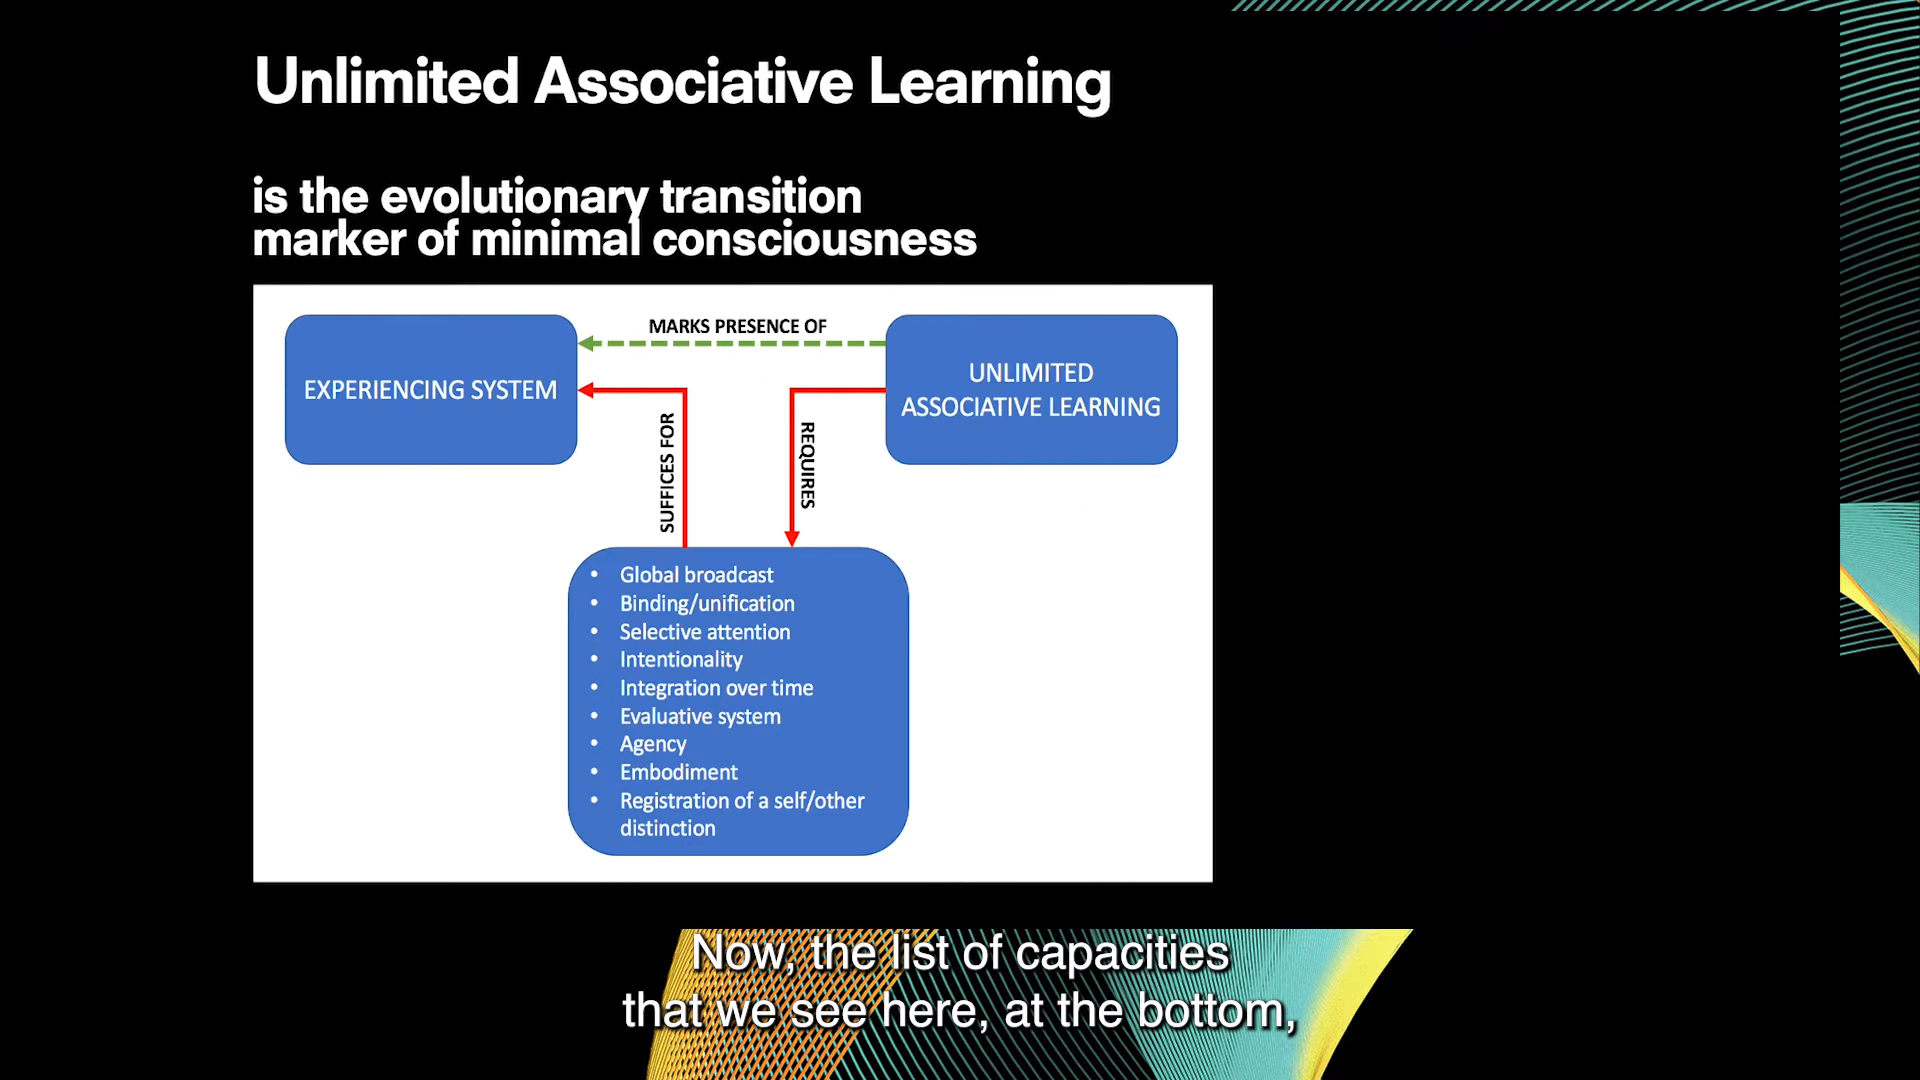 Unlimited Associative Learning
is the evolutionary transition
marker of minimal consciousness
MARKS PRESENCE OF
EXPERIENCING SYSTEM
UNLIMITED
ASSOCIATIVE LEARNING
SUFFICES FOR
REQUIRES
• Global broadcast
• Binding/unification
• Selective attention
• Intentionality
• Integration over time
• Evaluative system
• Agency
• Embodiment
• Registration of a self/other
distinction
Now, the list of capacities
that we see here, at the bottom,